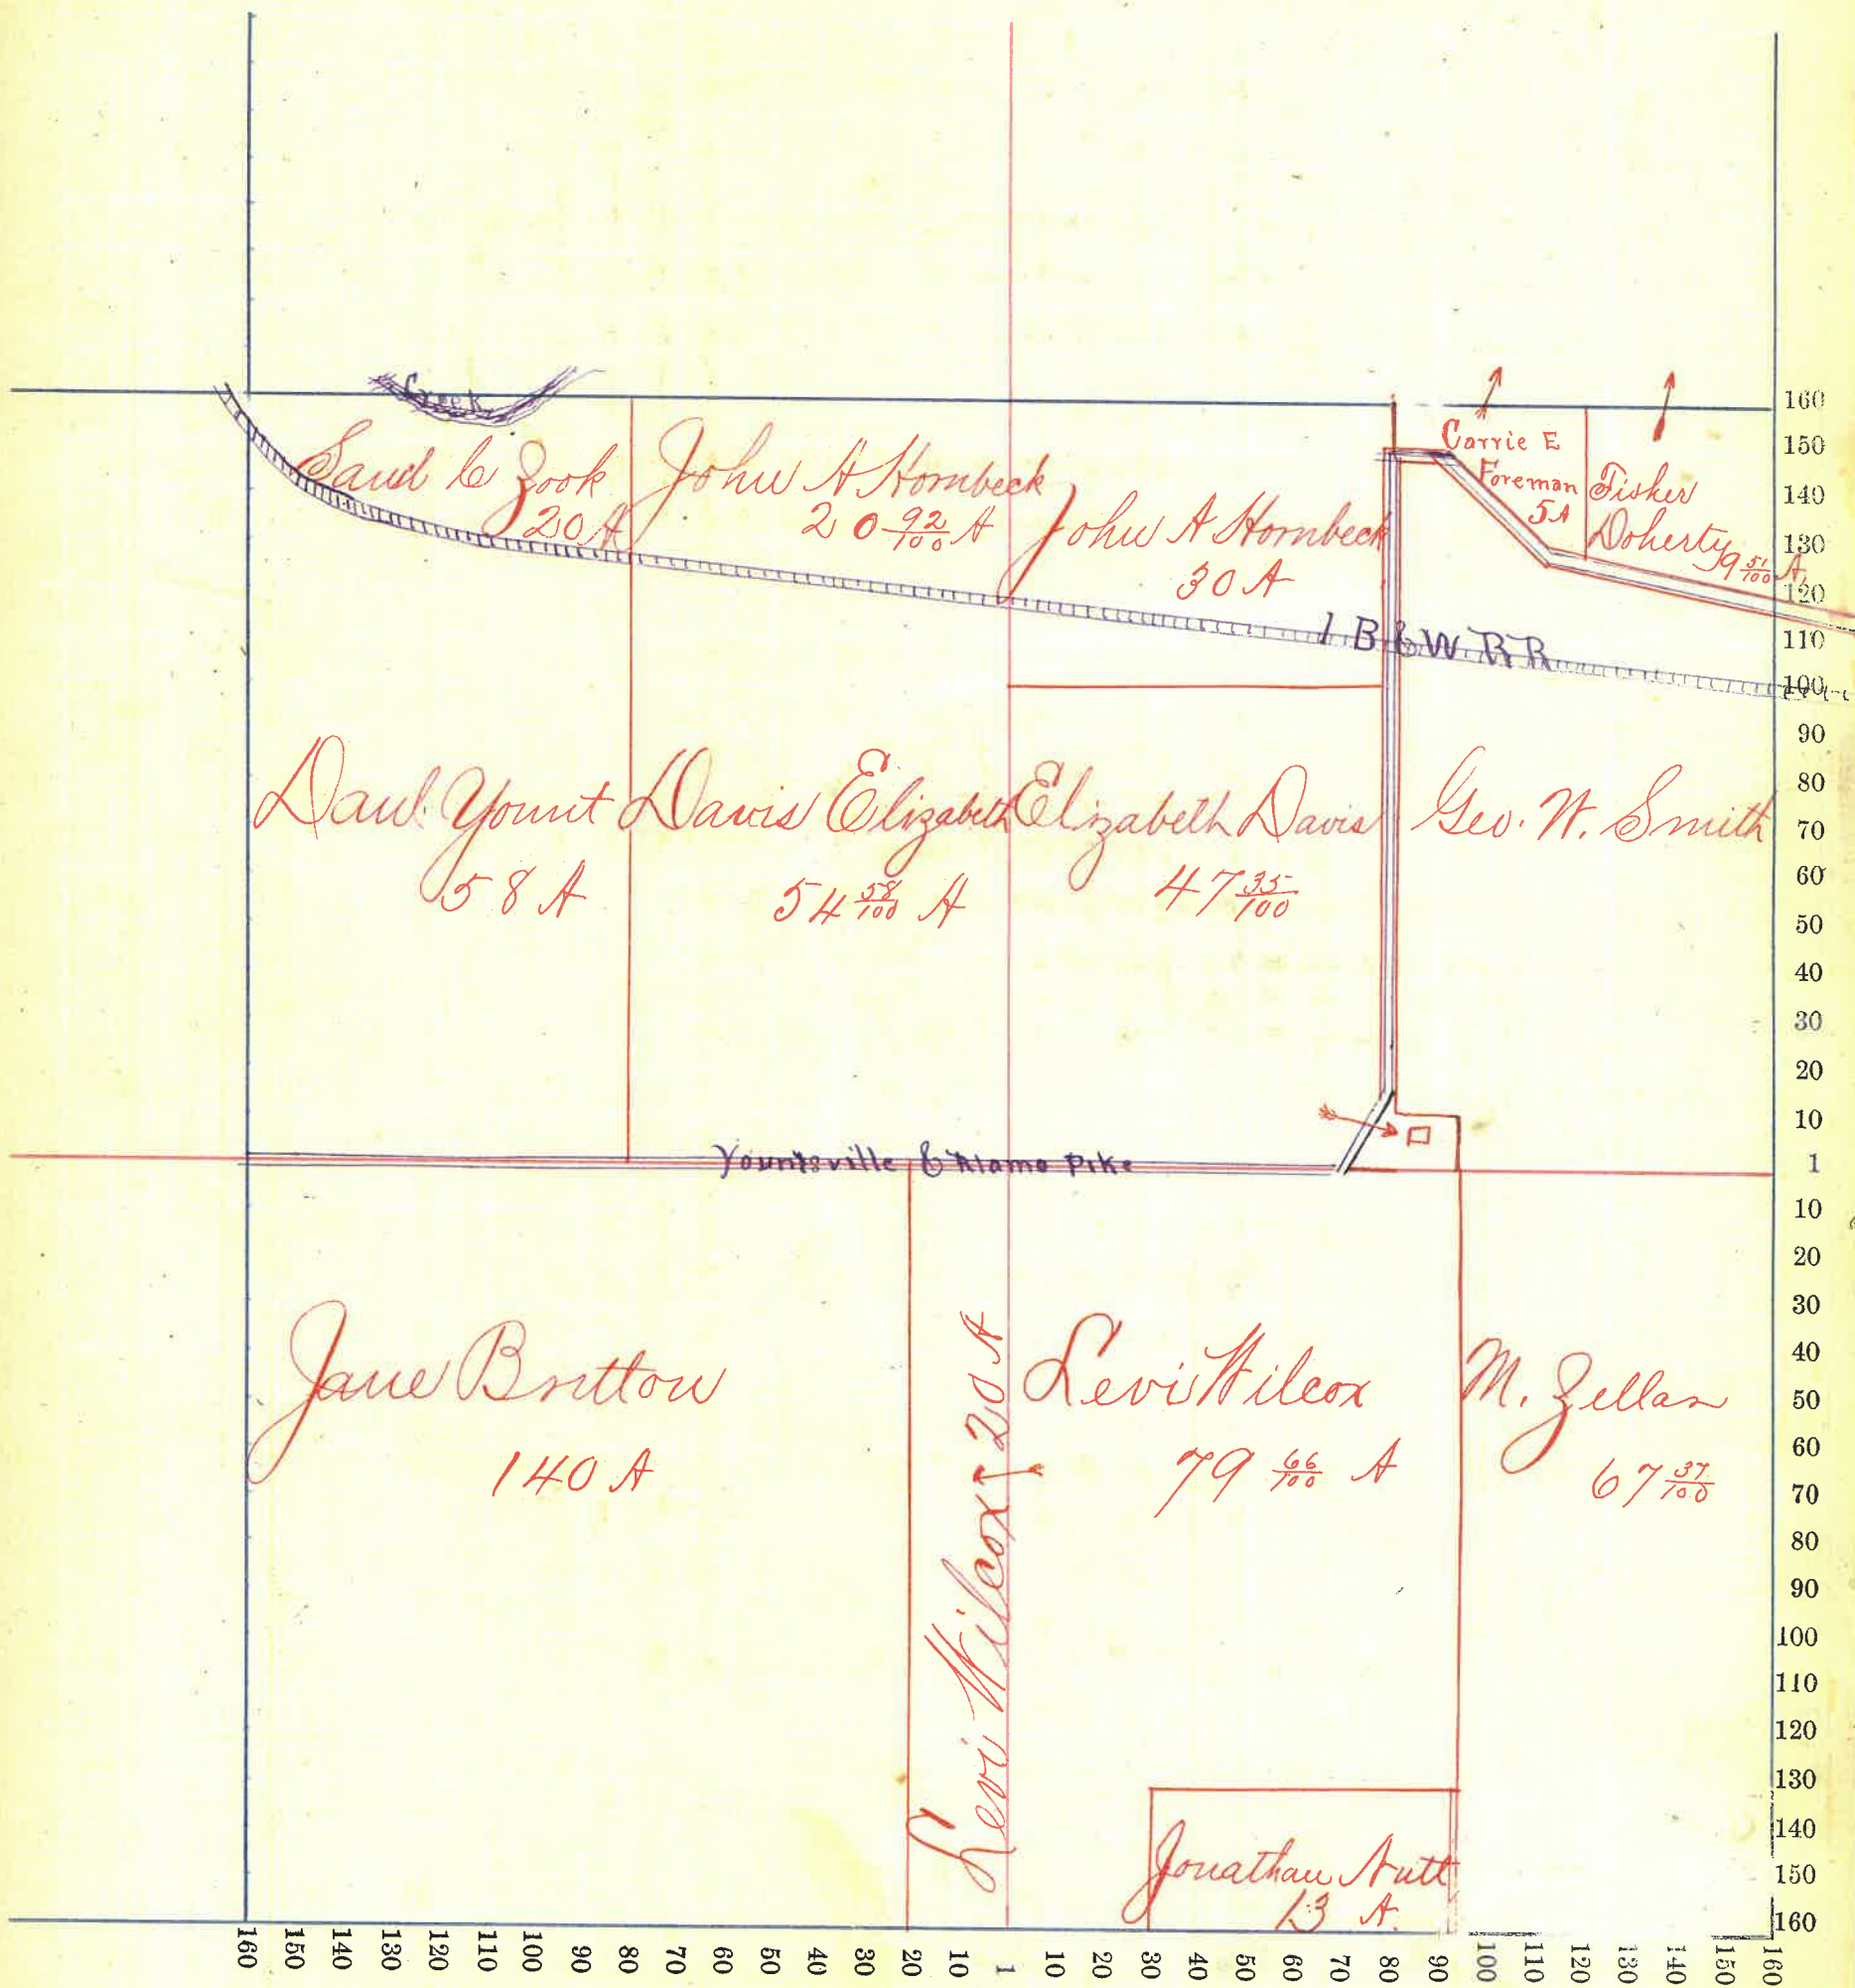 Creek
Saml C Zook
20 A
John A Hornbeck
20 92/100 A
John A Hornbeck
30 A
Carrie E
Foreman
5 A
Fisher
Doherty
9 51/100 A.
I B & W. RR
Danl. Yount
58 A
Davis Elizabeth
54 58/100 A
Elizabeth Davis
47 35/100
Geo. W. Smith
Yountsville & Alamo Pike
Jane Britton
140 A
Levi Wilcox 20 A
Levi Wilcox
79 66/100 A
M. Zellar
67 37/100
Jonathan Nutt
13 A.
160
150
140
130
120
110
100
90
80
70
60
50
40
30
20
10
1
10
20
30
40
50
60
70
80
90
100
110
120
130
140
150
160
160 150 140 130 120 110 100 90 80 70 60 50 40 30 20 10 1 10 20 30 40 50 60 70 80 90 100 110 120 130 140 150 160